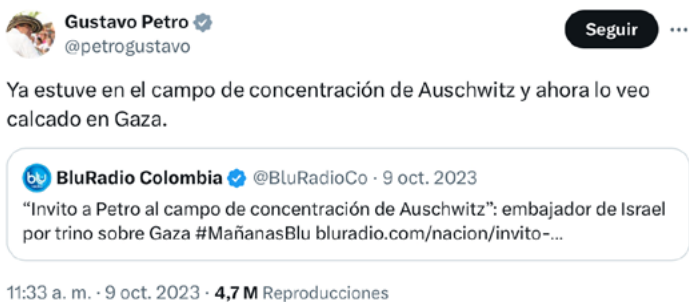 Gustavo Petro
@petrogustavo
Seguir
Ya estuve en el campo de concentración de Auschwitz y ahora lo veo
calcado en Gaza.
BluRadio Colombia @BluRadioCo · 9 oct. 2023
“Invito a Petro al campo de concentración de Auschwitz”: embajador de Israel
por trino sobre Gaza #MañanasBlu bluradio.com/nacion/invito-...
11:33 a. m. · 9 oct. 2023 · 4,7 M Reproducciones